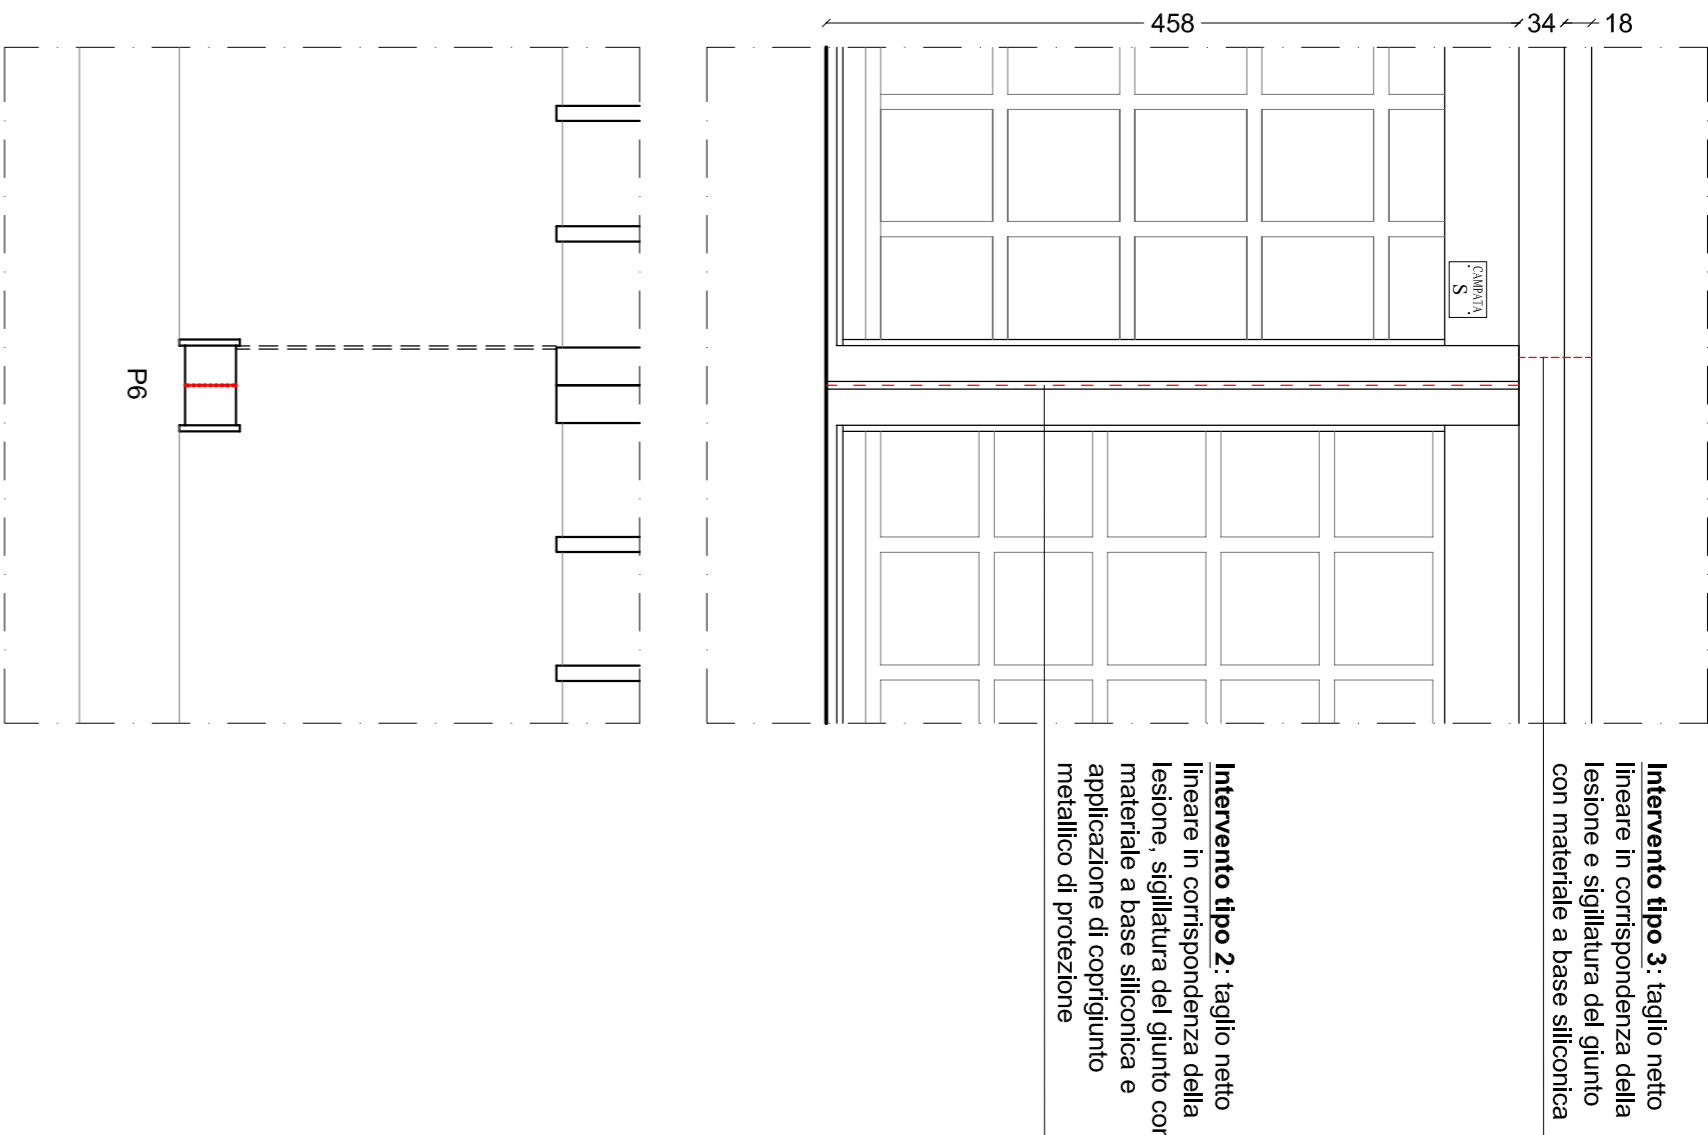 458
34
18
CAMPATA
S
P6
Intervento tipo 3: taglio netto
lineare in corrispondenza della
lesione e sigillatura del giunto
con materiale a base siliconica
Intervento tipo 2: taglio netto
lineare in corrispondenza della
lesione, sigillatura del giunto con
materiale a base siliconica e
applicazione di coprigiunto
metallico di protezione